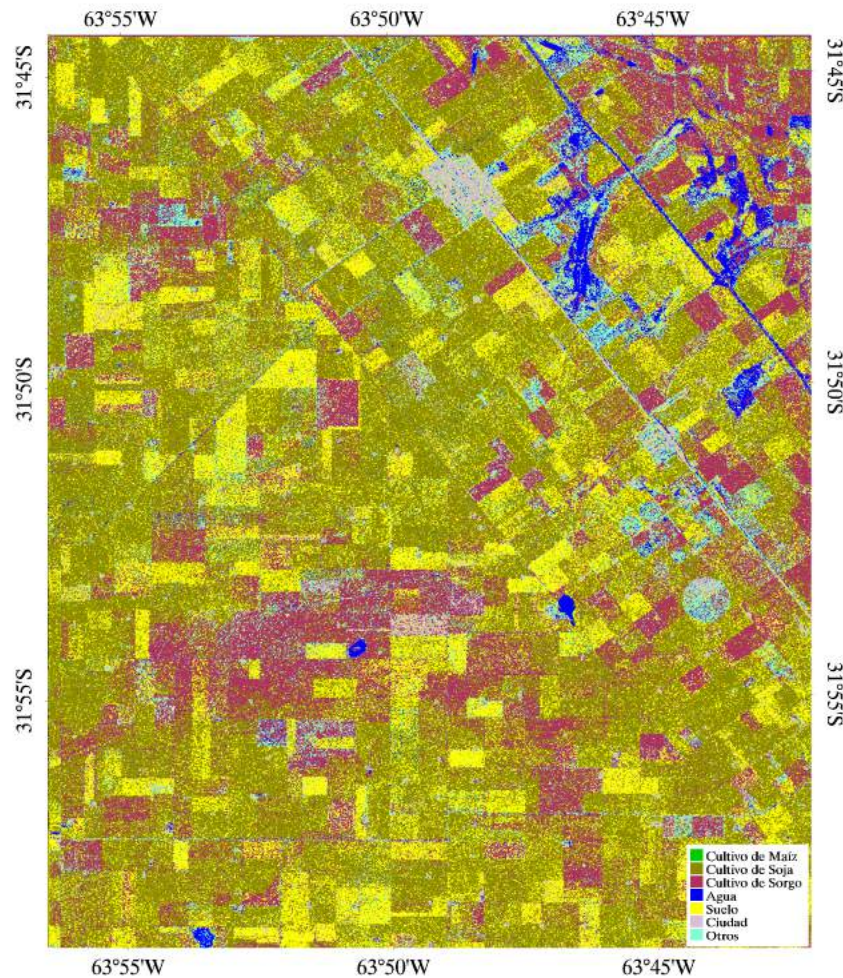 63°55'W 63°50'W 63°45'W
31°45'S 31°45'S
31°50'S 31°50'S
31°55'S 31°55'S
Cultivo de Maíz
Cultivo de Soja
Cultivo de Sorgo
Agua
Suelo
Ciudad
Otros
63°55'W 63°50'W 63°45'W